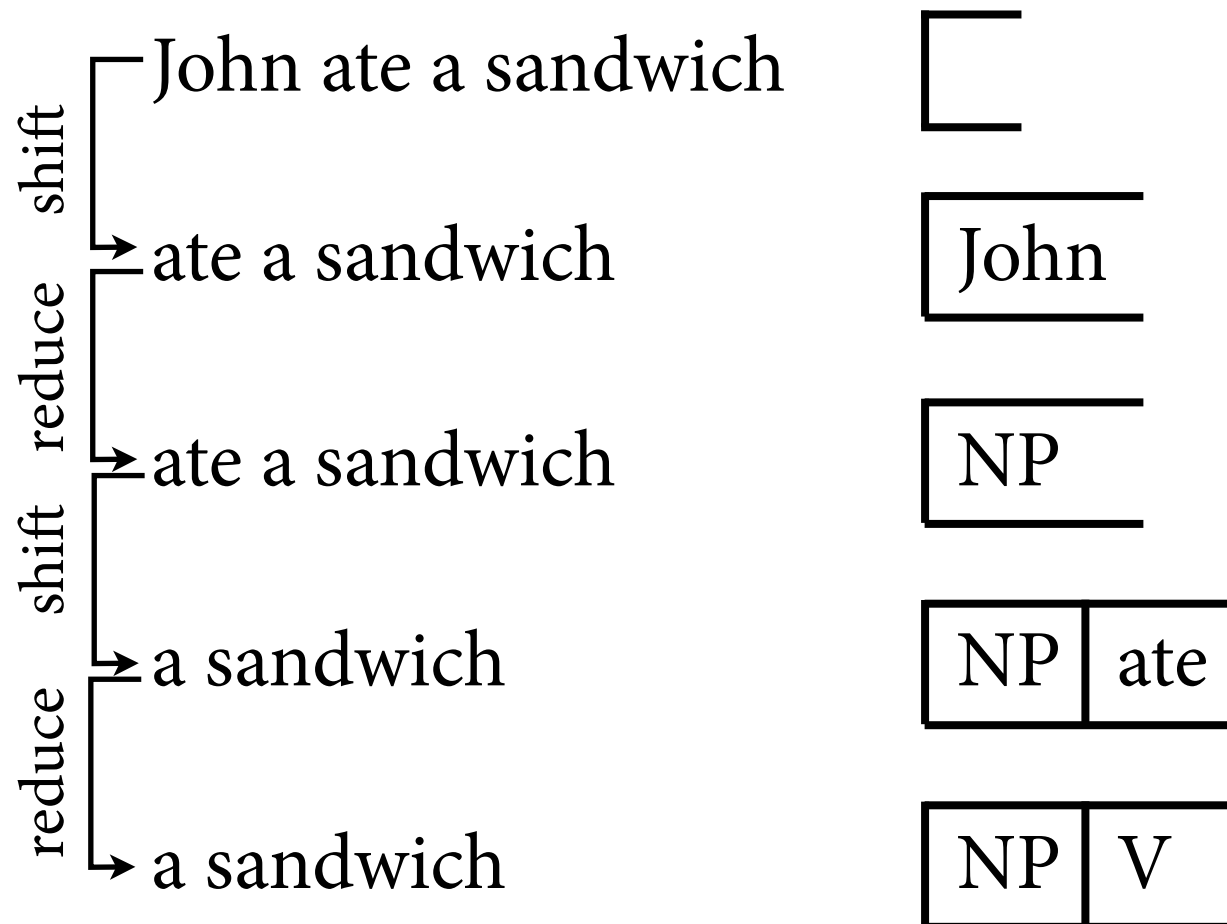 John ate a sandwich
shift
ate a sandwich John
reduce
ate a sandwich NP
shift
a sandwich NP ate
reduce
a sandwich NP V